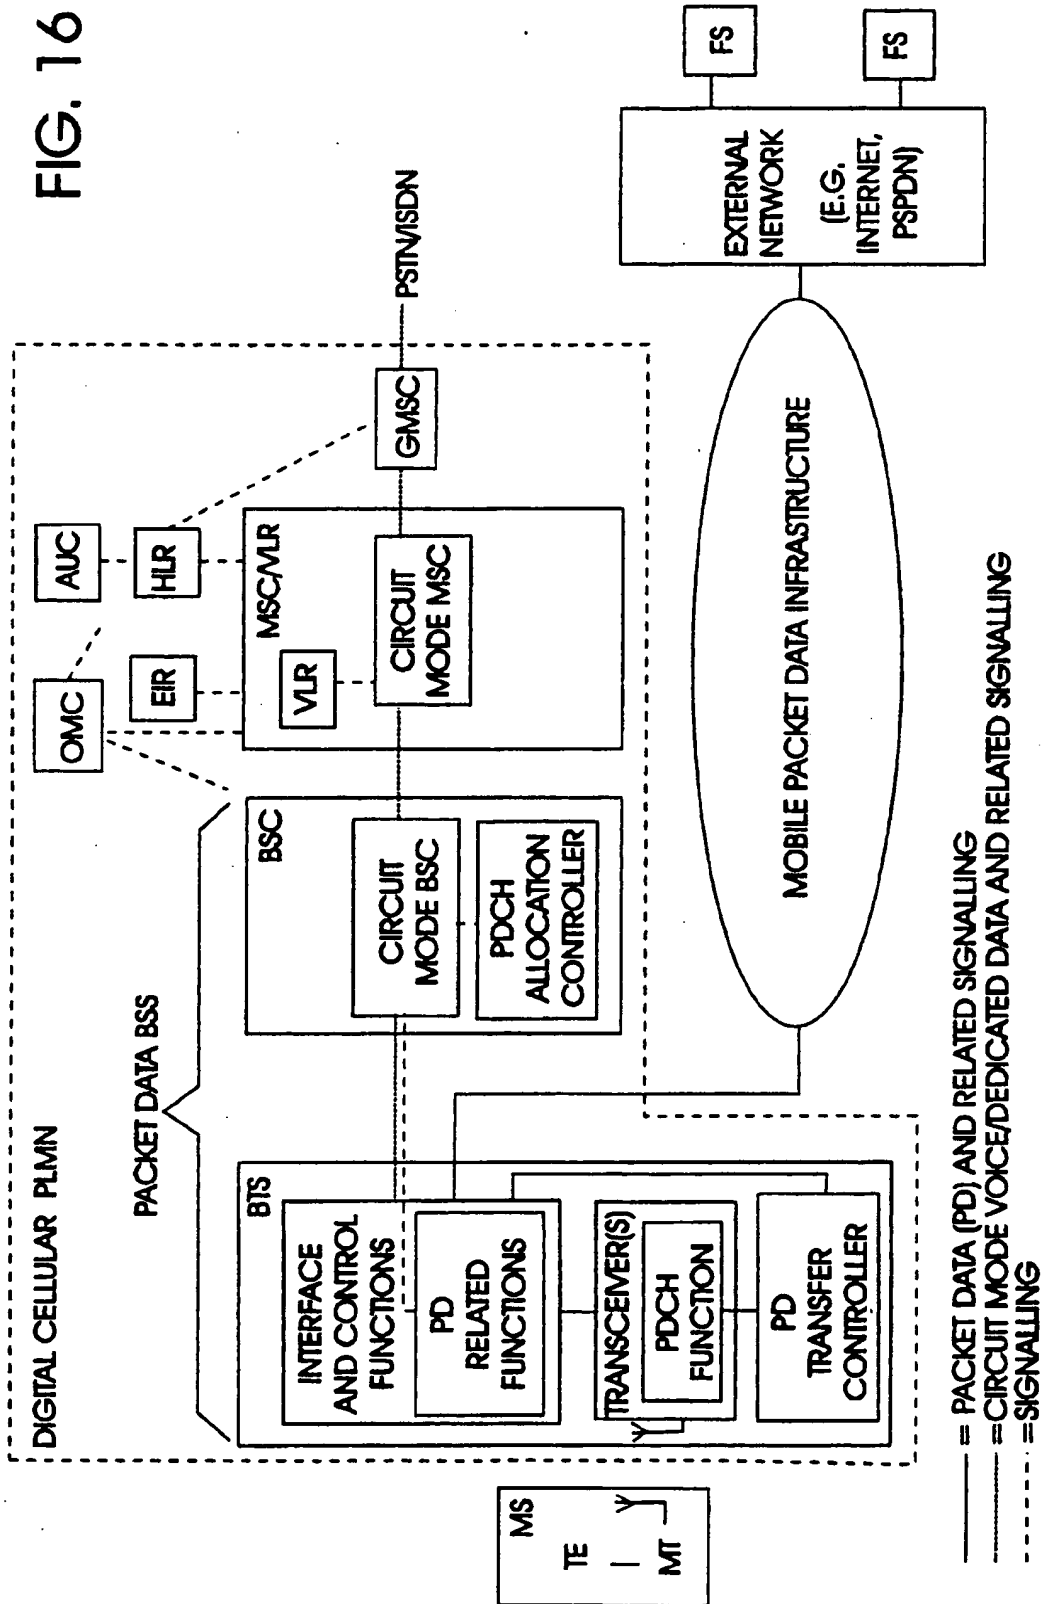 FIG. 16
DIGITAL CELLULAR PLMN
PACKET DATA BSS
OMC
AUC
EIR
HLR
MS
TE
MT
BTS
INTERFACE
AND CONTROL
FUNCTIONS
PD
RELATED
FUNCTIONS
TRANSCEIVER(S)
PDCH
FUNCTION
PD
TRANSFER
CONTROLLER
BSC
CIRCUIT
MODE BSC
PDCH
ALLOCATION
CONTROLLER
MSC/VLR
VLR
CIRCUIT
MODE MSC
GMSC
PSTN/ISDN
MOBILE PACKET DATA INFRASTRUCTURE
EXTERNAL
NETWORK
(E.G.
INTERNET,
PSPDN)
FS
FS
= PACKET DATA (PD) AND RELATED SIGNALLING
=CIRCUIT MODE VOICE/DEDICATED DATA AND RELATED SIGNALLING
=SIGNALLING